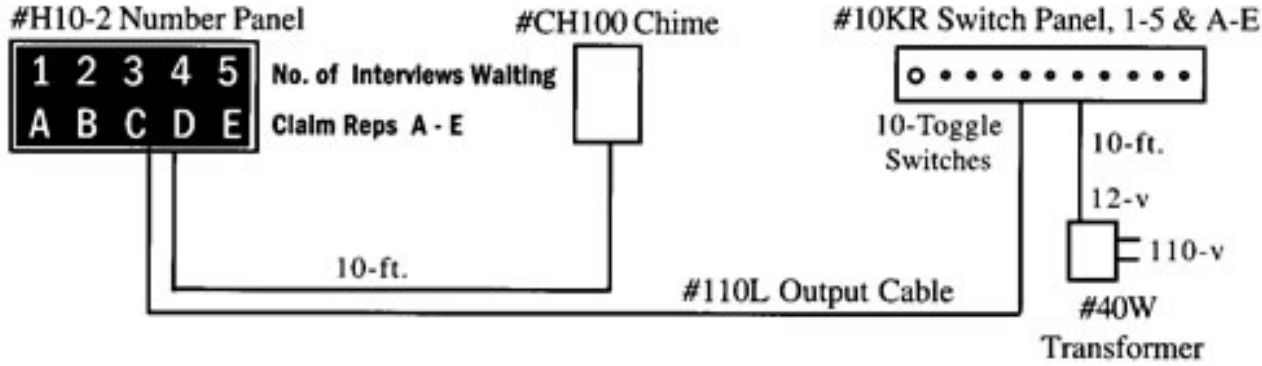 #H10-2 Number Panel
#CH100 Chime
#10KR Switch Panel, 1-5 & A-E
1 2 3 4 5
No. of Interviews Waiting
A B C D E
Claim Reps A - E
10-Toggle
Switches
10-ft.
12-v
110-v
10-ft.
#110L Output Cable
#40W
Transformer